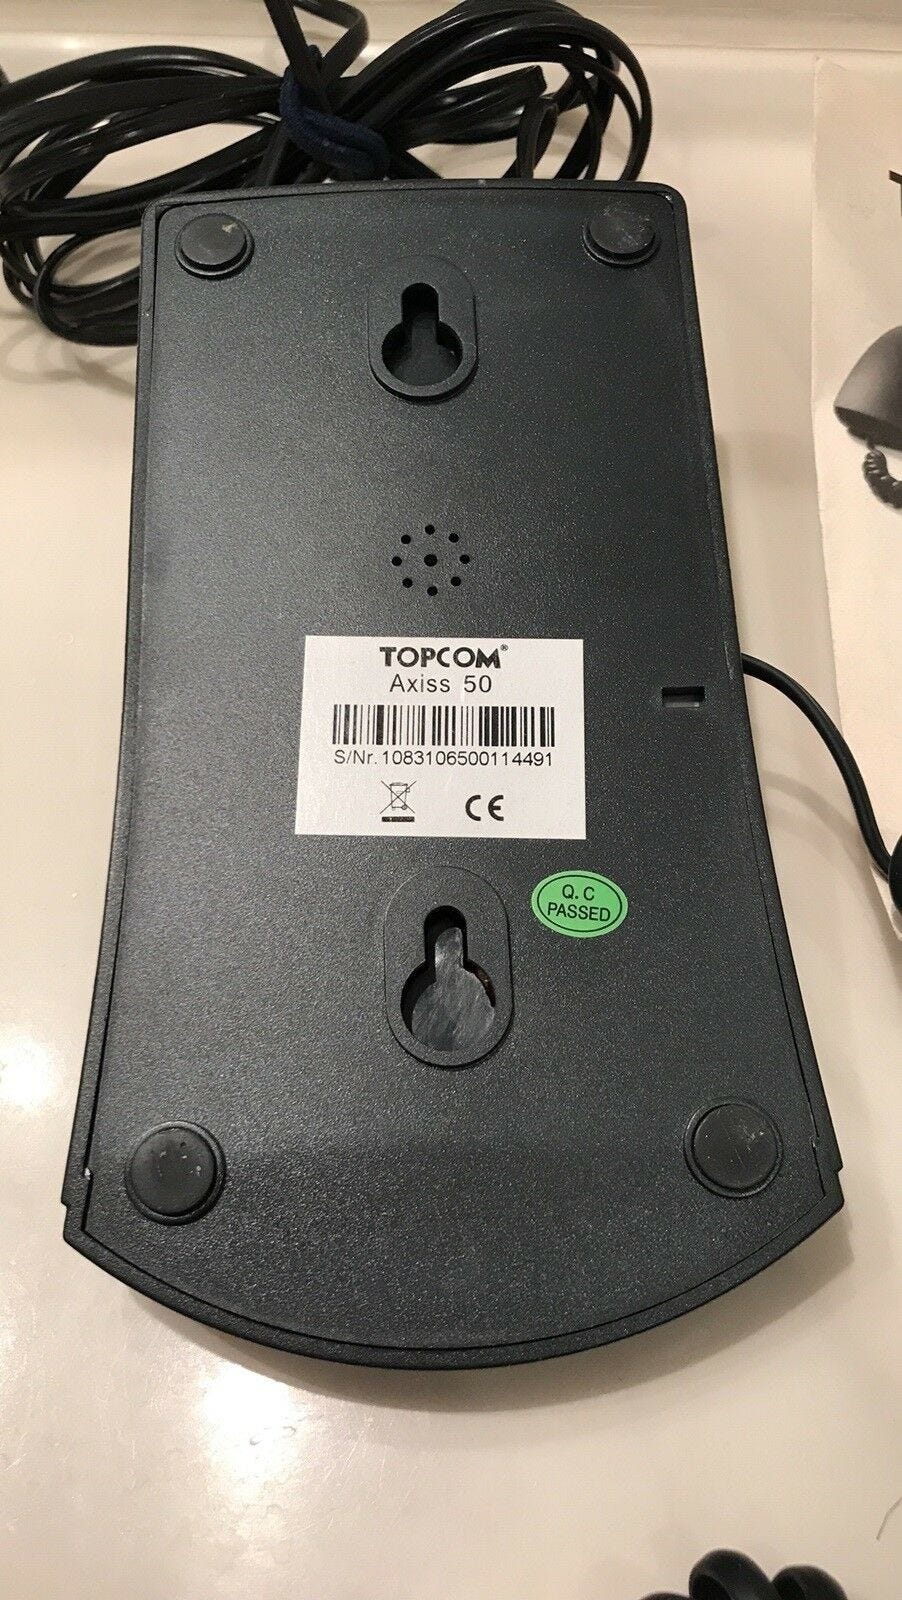 TOPCOM®
Axiss 50
S/Nr. 1083106500114491
CE
Q.C
PASSED